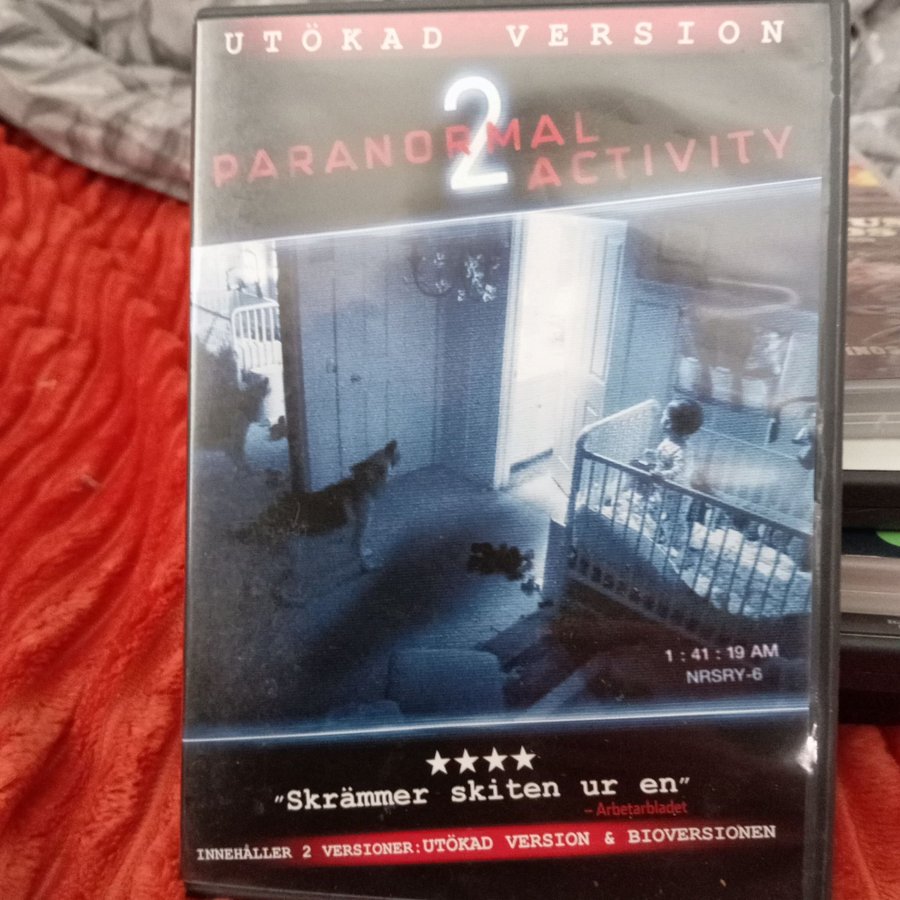 UTÖKAD VERSION
2
PARANORMAL
ACTIVITY
1 : 41 : 19 AM
NRSRY-6
"Skrämmer skiten ur en"
– Arbetarbladet
INNEHÅLLER 2 VERSIONER:UTÖKAD VERSION & BIOVERSIONEN